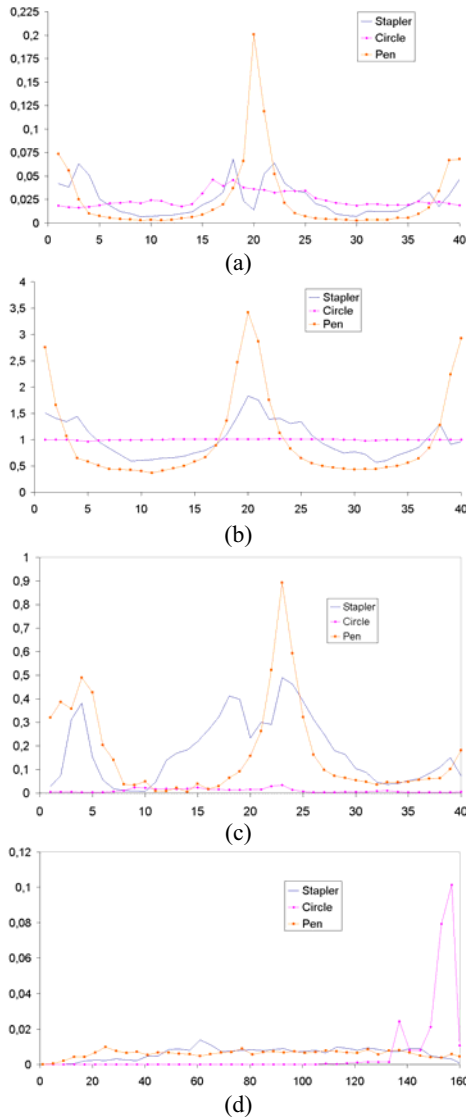 0,225
0,2
0,175
0,15
0,125
0,1
0,075
0,05
0,025
0
0 5 10 15 20 25 30 35 40
Stapler
Circle
Pen
(a)
4
3,5
3
2,5
2
1,5
1
0,5
0
0 5 10 15 20 25 30 35 40
Stapler
Circle
Pen
(b)
1
0,9
0,8
0,7
0,6
0,5
0,4
0,3
0,2
0,1
0
0 5 10 15 20 25 30 35 40
Stapler
Circle
Pen
(c)
0,12
0,1
0,08
0,06
0,04
0,02
0
0 20 40 60 80 100 120 140 160
Stapler
Circle
Pen
(d)